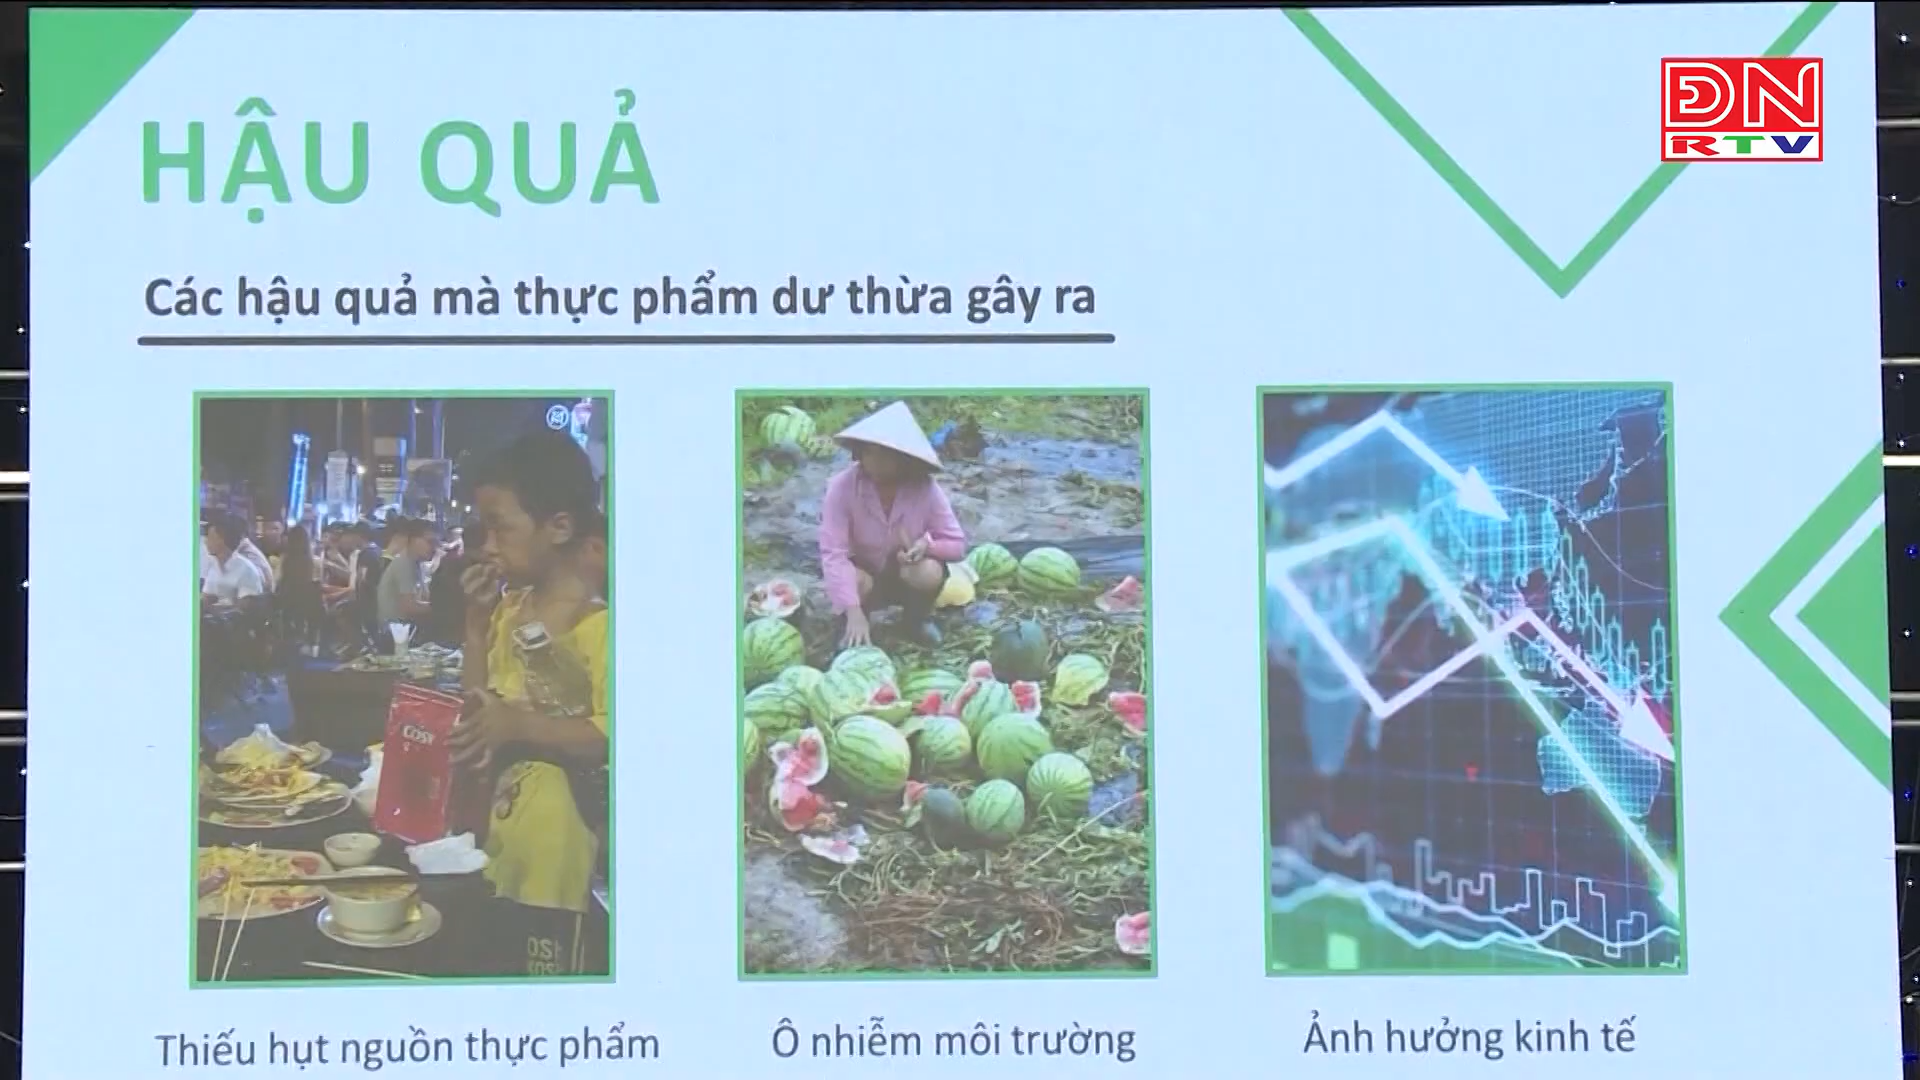 ĐN
RTV
HẬU QUẢ
Các hậu quả mà thực phẩm dư thừa gây ra
COSY
Thiếu hụt nguồn thực phẩm
Ô nhiễm môi trường
Ảnh hưởng kinh tế